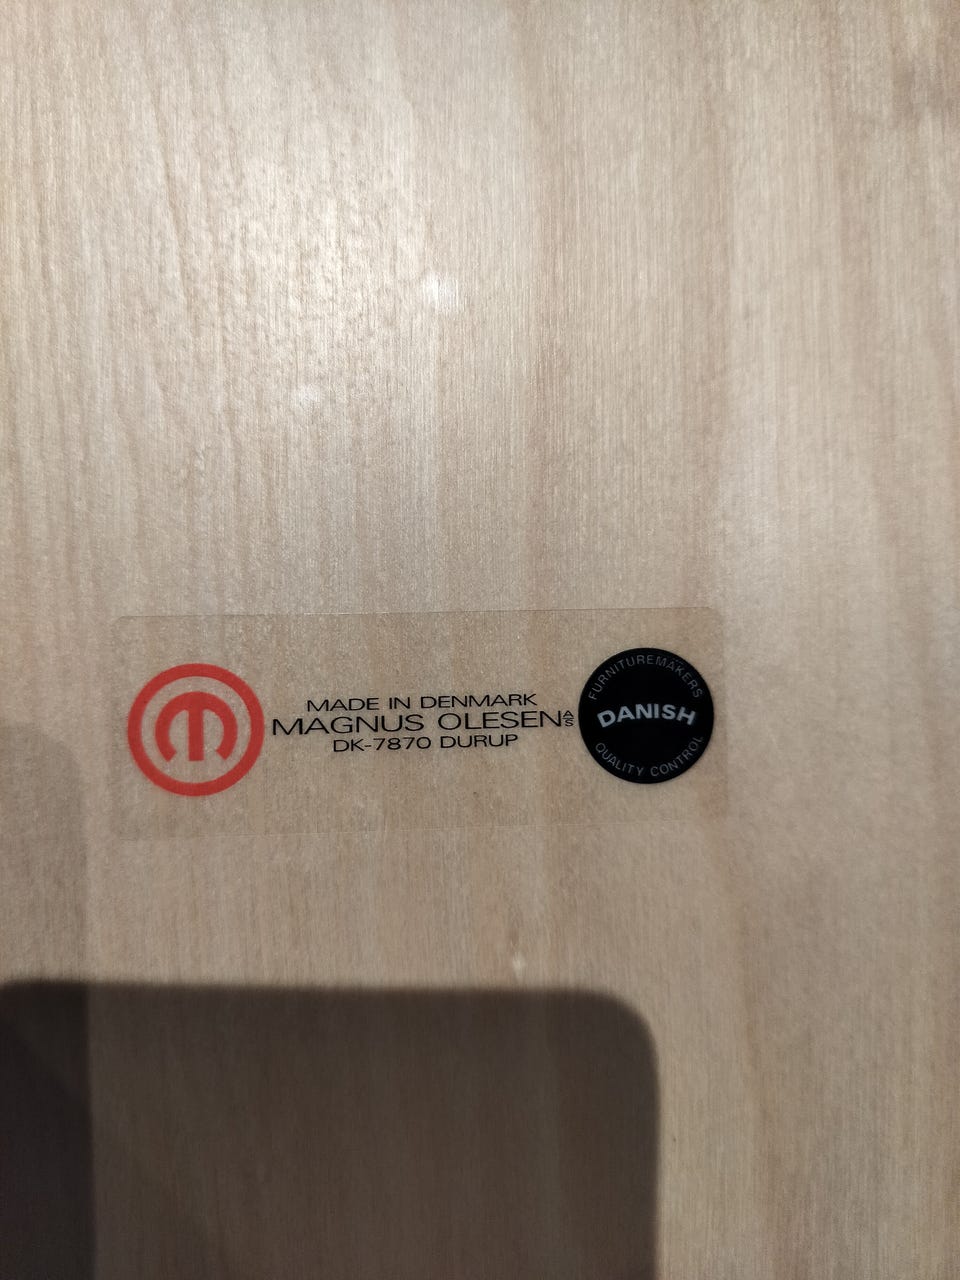 MADE IN DENMARK
MAGNUS OLESEN A/S
DK-7870 DURUP
FURNITUREMAKERS
DANISH
QUALITY CONTROL